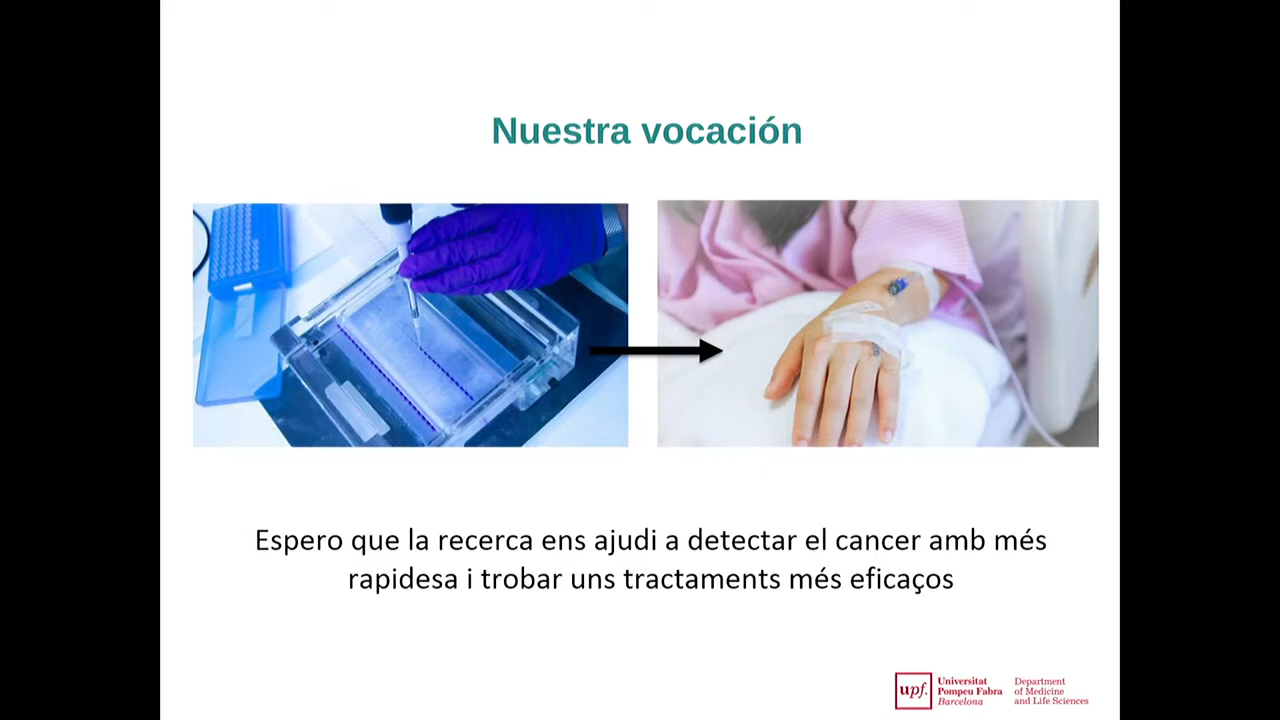 Nuestra vocación
Espero que la recerca ens ajudi a detectar el cancer amb més
rapidesa i trobar uns tractaments més eficaços
upf.
Universitat
Pompeu Fabra
Barcelona
Department
of Medicine
and Life Sciences